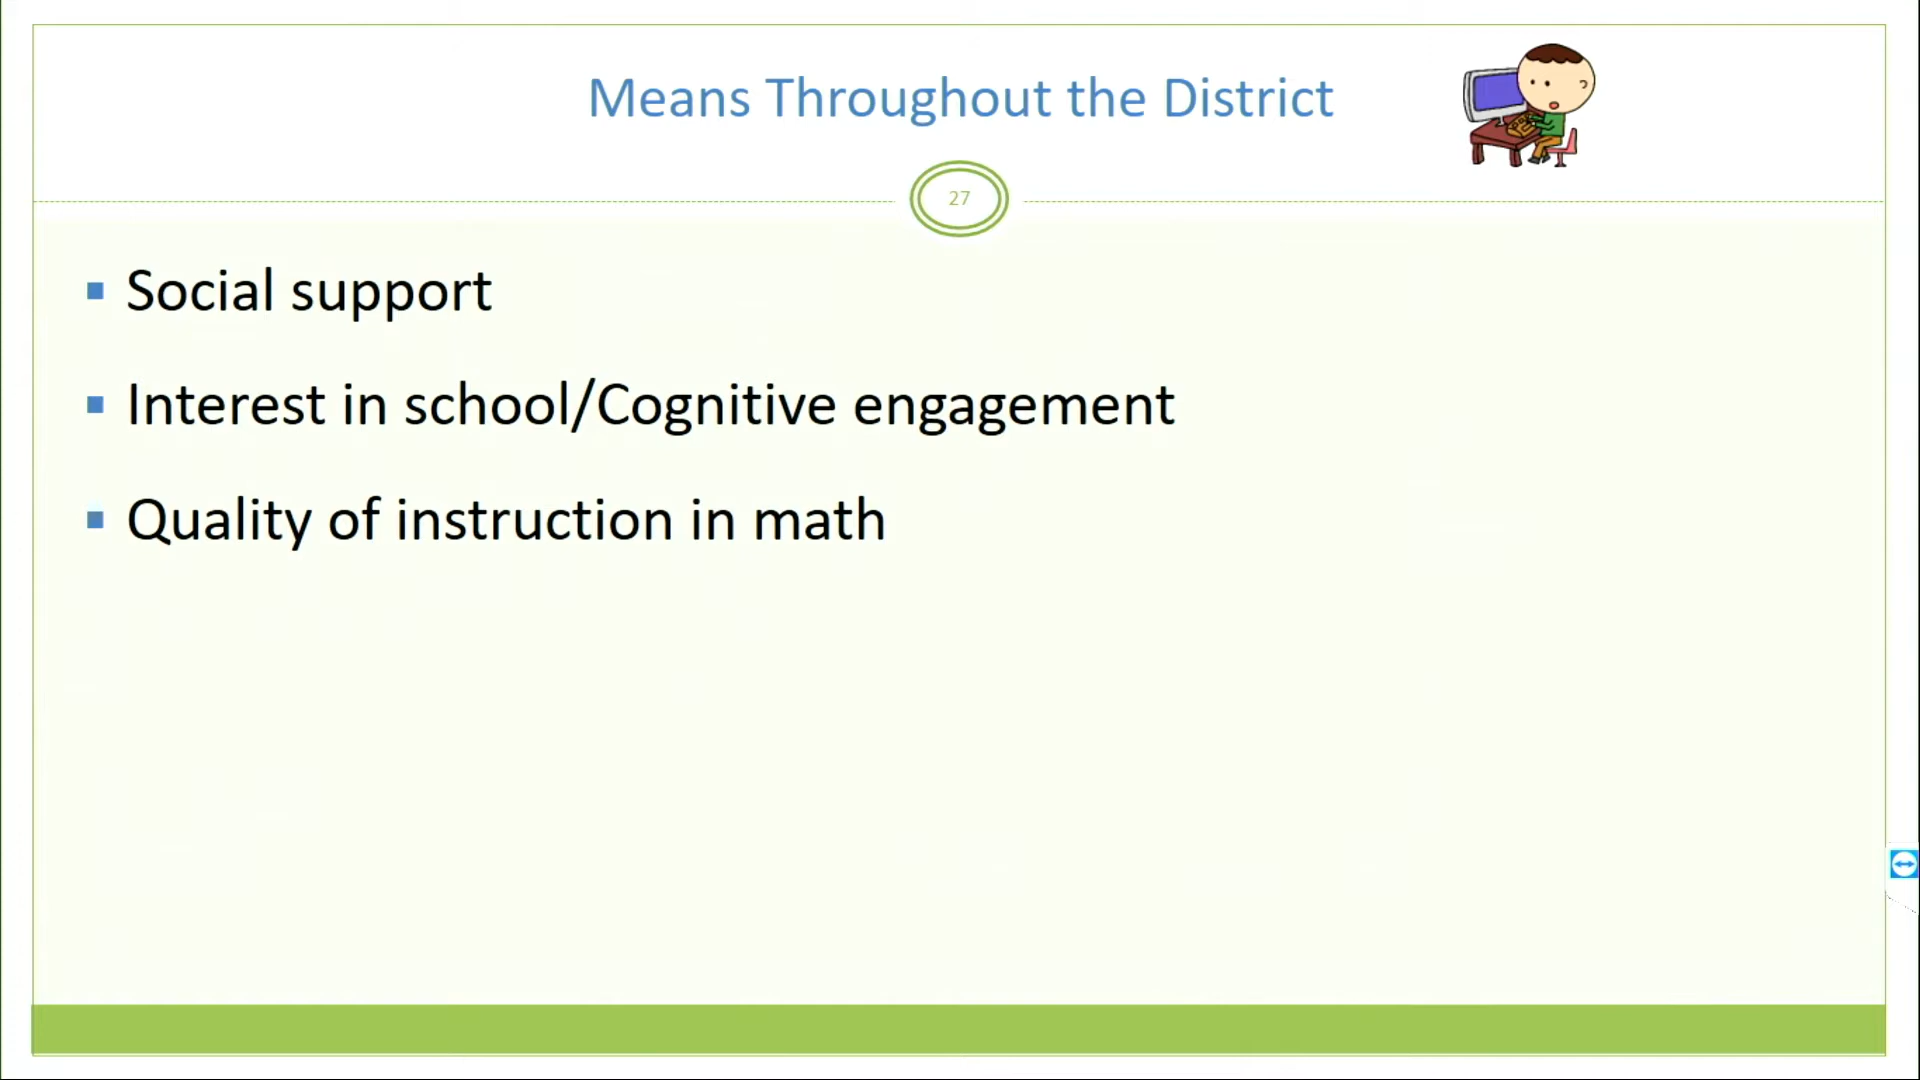 Means Throughout the District
27
Social support
Interest in school/Cognitive engagement
Quality of instruction in math